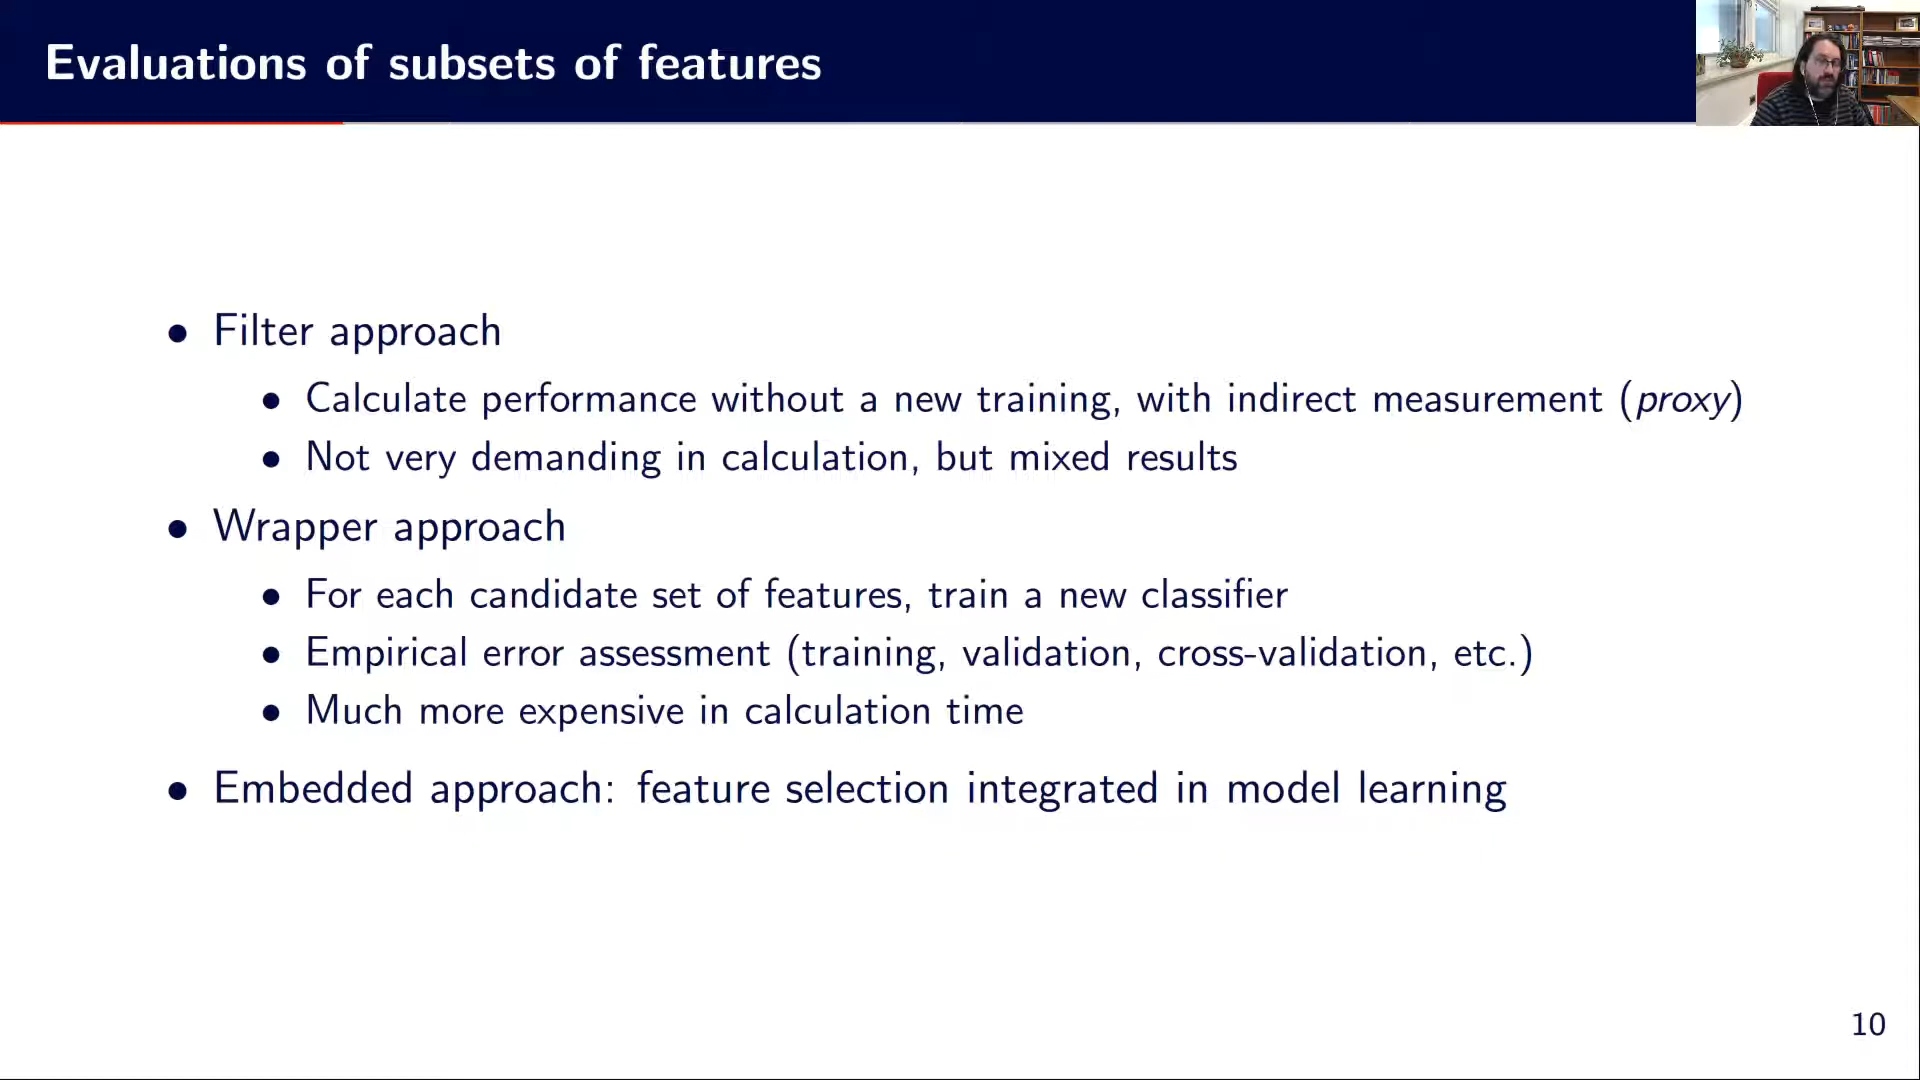 Evaluations of subsets of features
• Filter approach
• Calculate performance without a new training, with indirect measurement (proxy)
• Not very demanding in calculation, but mixed results
• Wrapper approach
• For each candidate set of features, train a new classifier
• Empirical error assessment (training, validation, cross-validation, etc.)
• Much more expensive in calculation time
• Embedded approach: feature selection integrated in model learning
10